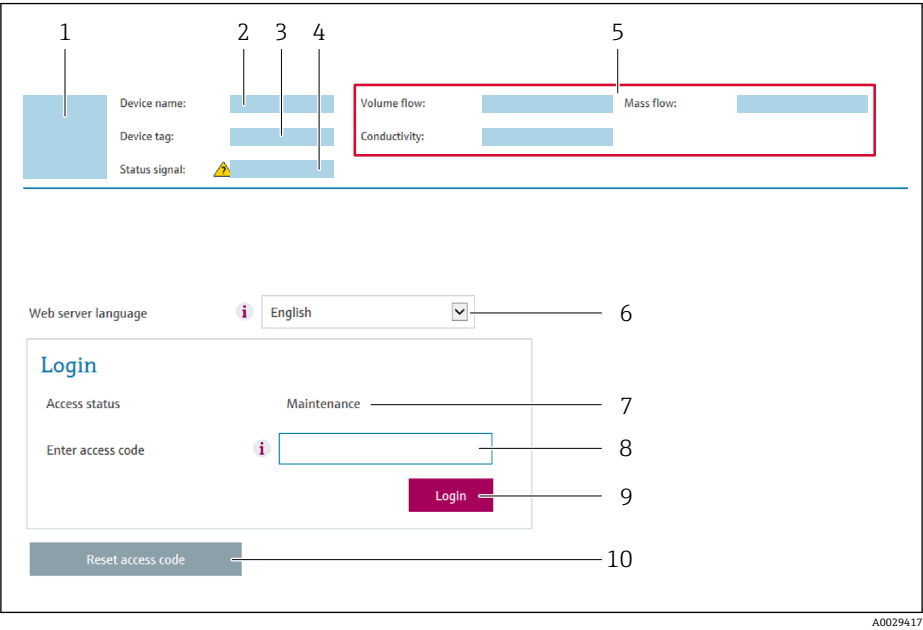 1 2 3 4 5
Device name: Volume flow: Mass flow:
Device tag: Conductivity:
Status signal: ?
Web server language i English 6
Login
Access status Maintenance 7
Enter access code i 8
Login 9
Reset access code 10
A0029417